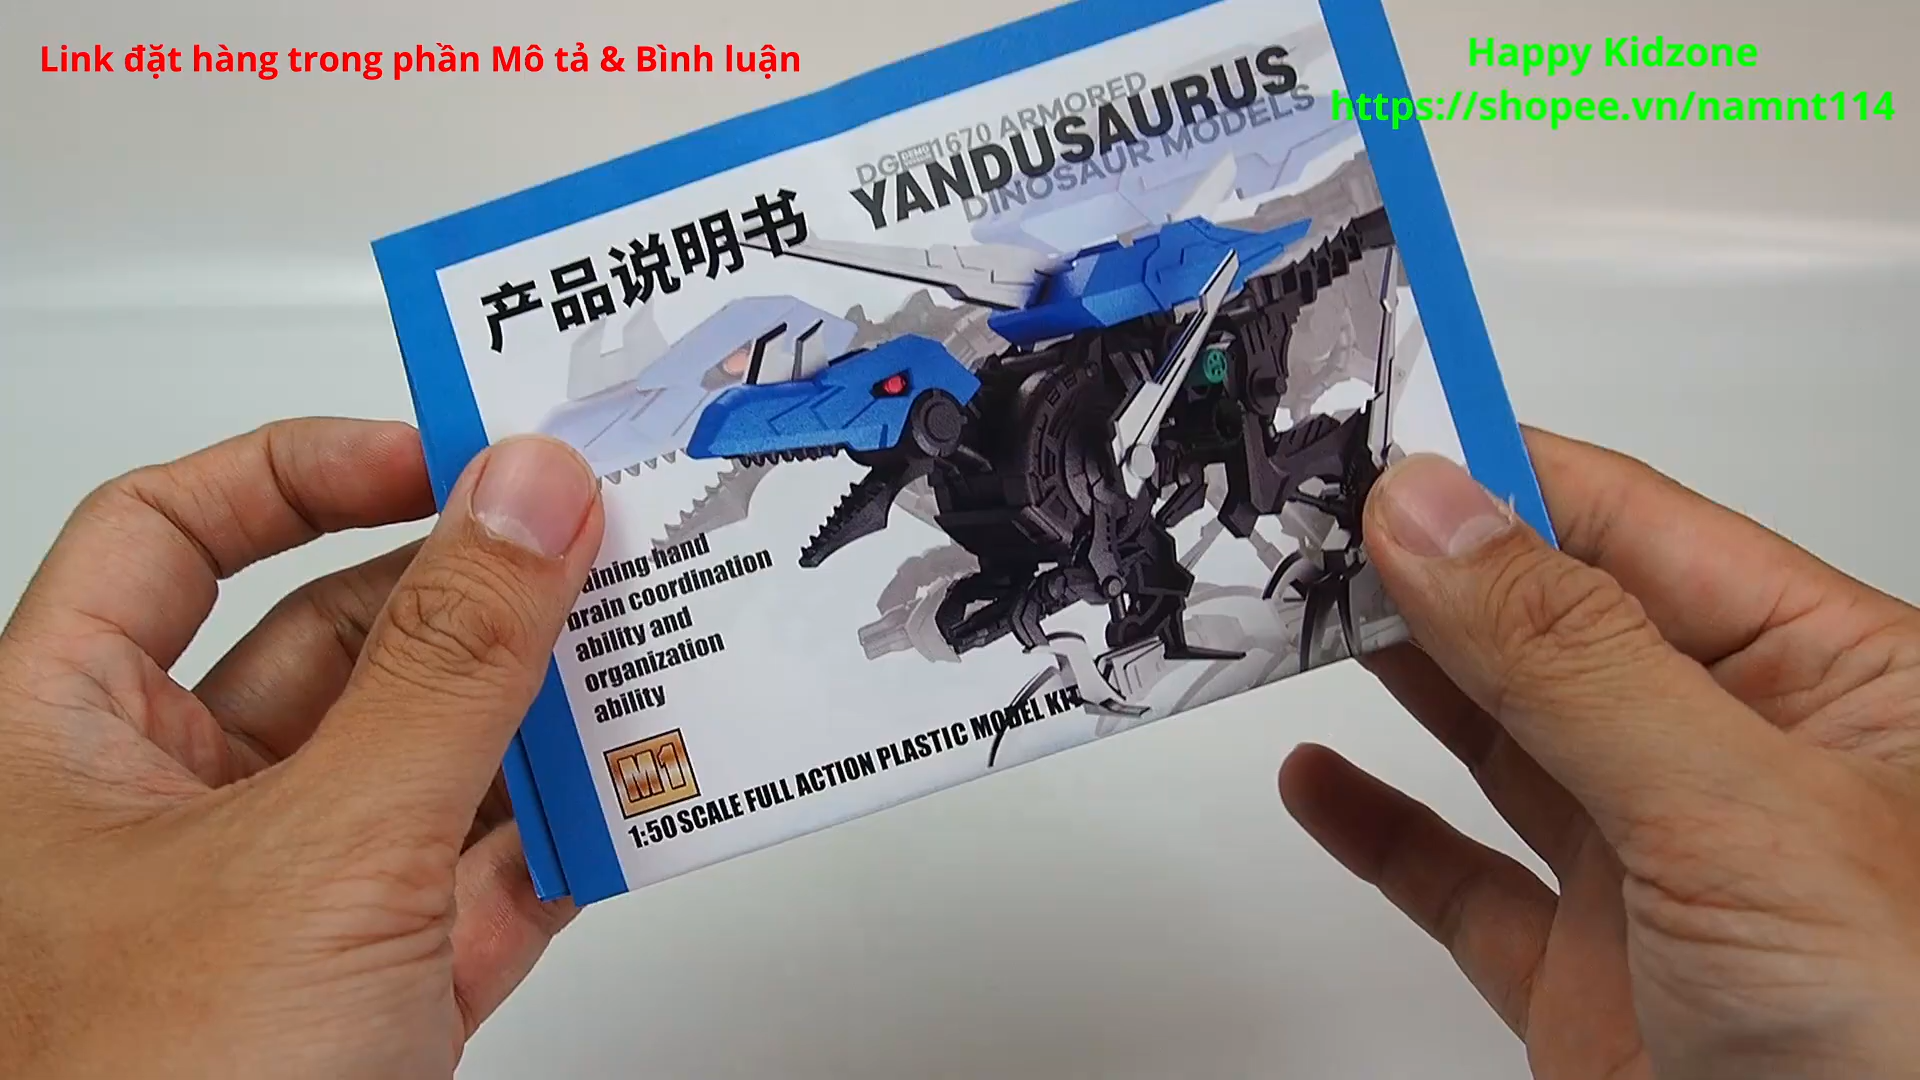 Link đặt hàng trong phần Mô tả & Bình luận
Happy Kidzone
https://shopee.vn/namnt114
DG 1670 ARMORED
YANDUSAURUS
DINOSAUR MODELS
产品说明书
hand
brain coordination
ability and
organization
ability
M1
1:50 SCALE FULL ACTION PLASTIC MODEL KIT